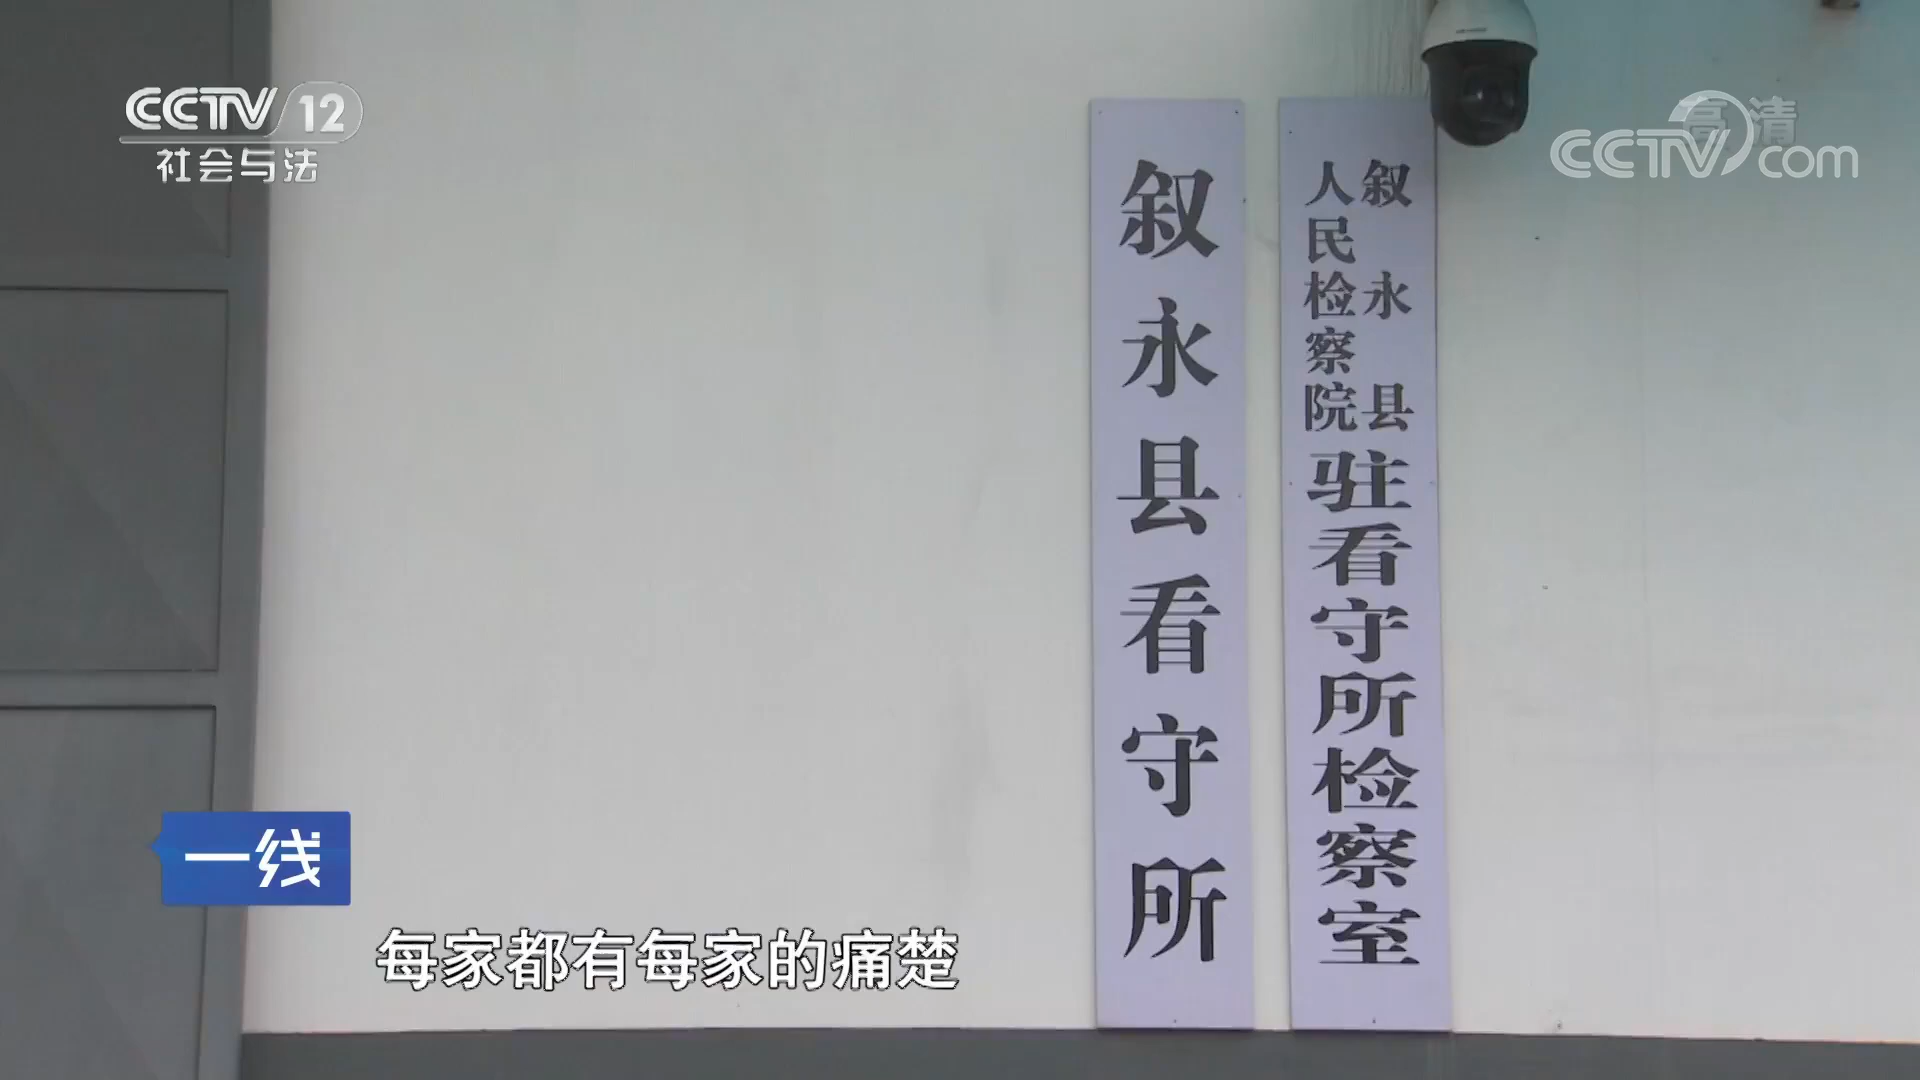 CCTV 12
社会与法
高清
CCTV.com
叙永县看守所
叙永县
人民检察院
驻看守所检察室
一线
每家都有每家的痛楚